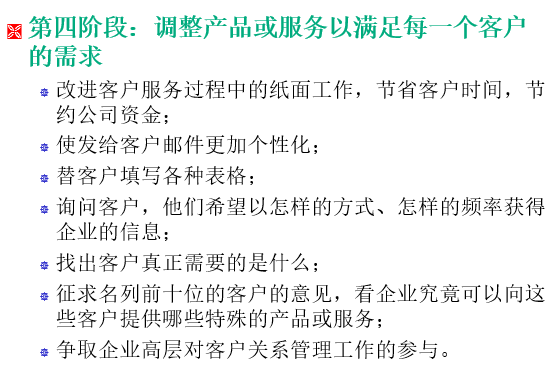 第四阶段：调整产品或服务以满足每一个客户
的需求
改进客户服务过程中的纸面工作，节省客户时间，节
约公司资金；
使发给客户邮件更加个性化；
替客户填写各种表格；
询问客户，他们希望以怎样的方式、怎样的频率获得
企业的信息；
找出客户真正需要的是什么；
征求名列前十位的客户的意见，看企业究竟可以向这
些客户提供哪些特殊的产品或服务；
争取企业高层对客户关系管理工作的参与。